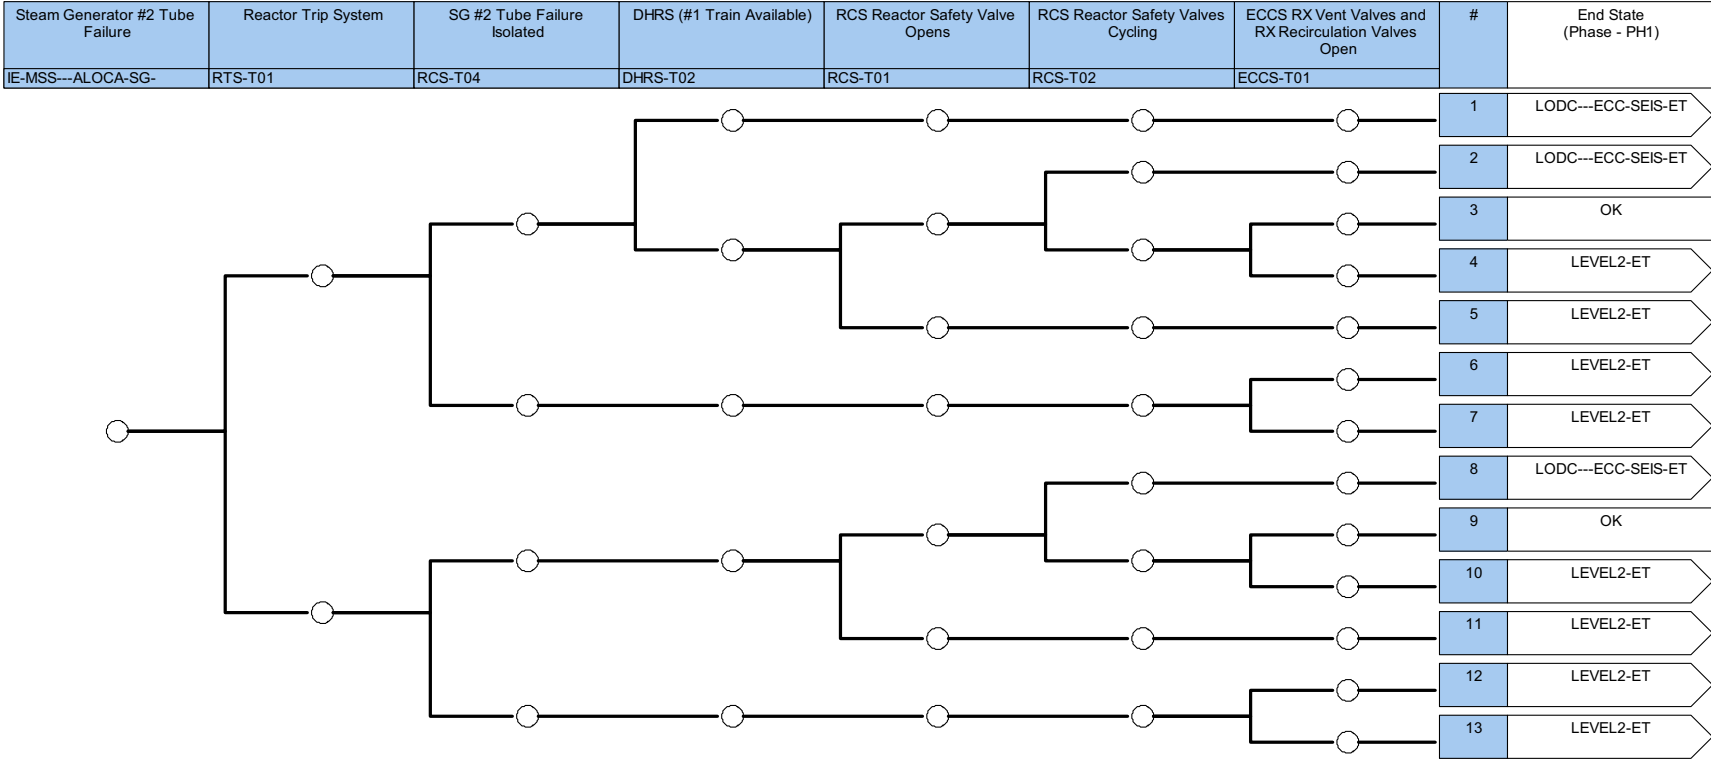 Steam Generator #2 Tube
Failure
Reactor Trip System
SG #2 Tube Failure
Isolated
DHRS (#1 Train Available)
RCS Reactor Safety Valve
Opens
RCS Reactor Safety Valves
Cycling
ECCS RX Vent Valves and
RX Recirculation Valves
Open
#
End State
(Phase - PH1)
IE-MSS---ALOCA-SG-
RTS-T01
RCS-T04
DHRS-T02
RCS-T01
RCS-T02
ECCS-T01
1
LODC---ECC-SEIS-ET
2
LODC---ECC-SEIS-ET
3
OK
4
LEVEL2-ET
5
LEVEL2-ET
6
LEVEL2-ET
7
LEVEL2-ET
8
LODC---ECC-SEIS-ET
9
OK
10
LEVEL2-ET
11
LEVEL2-ET
12
LEVEL2-ET
13
LEVEL2-ET